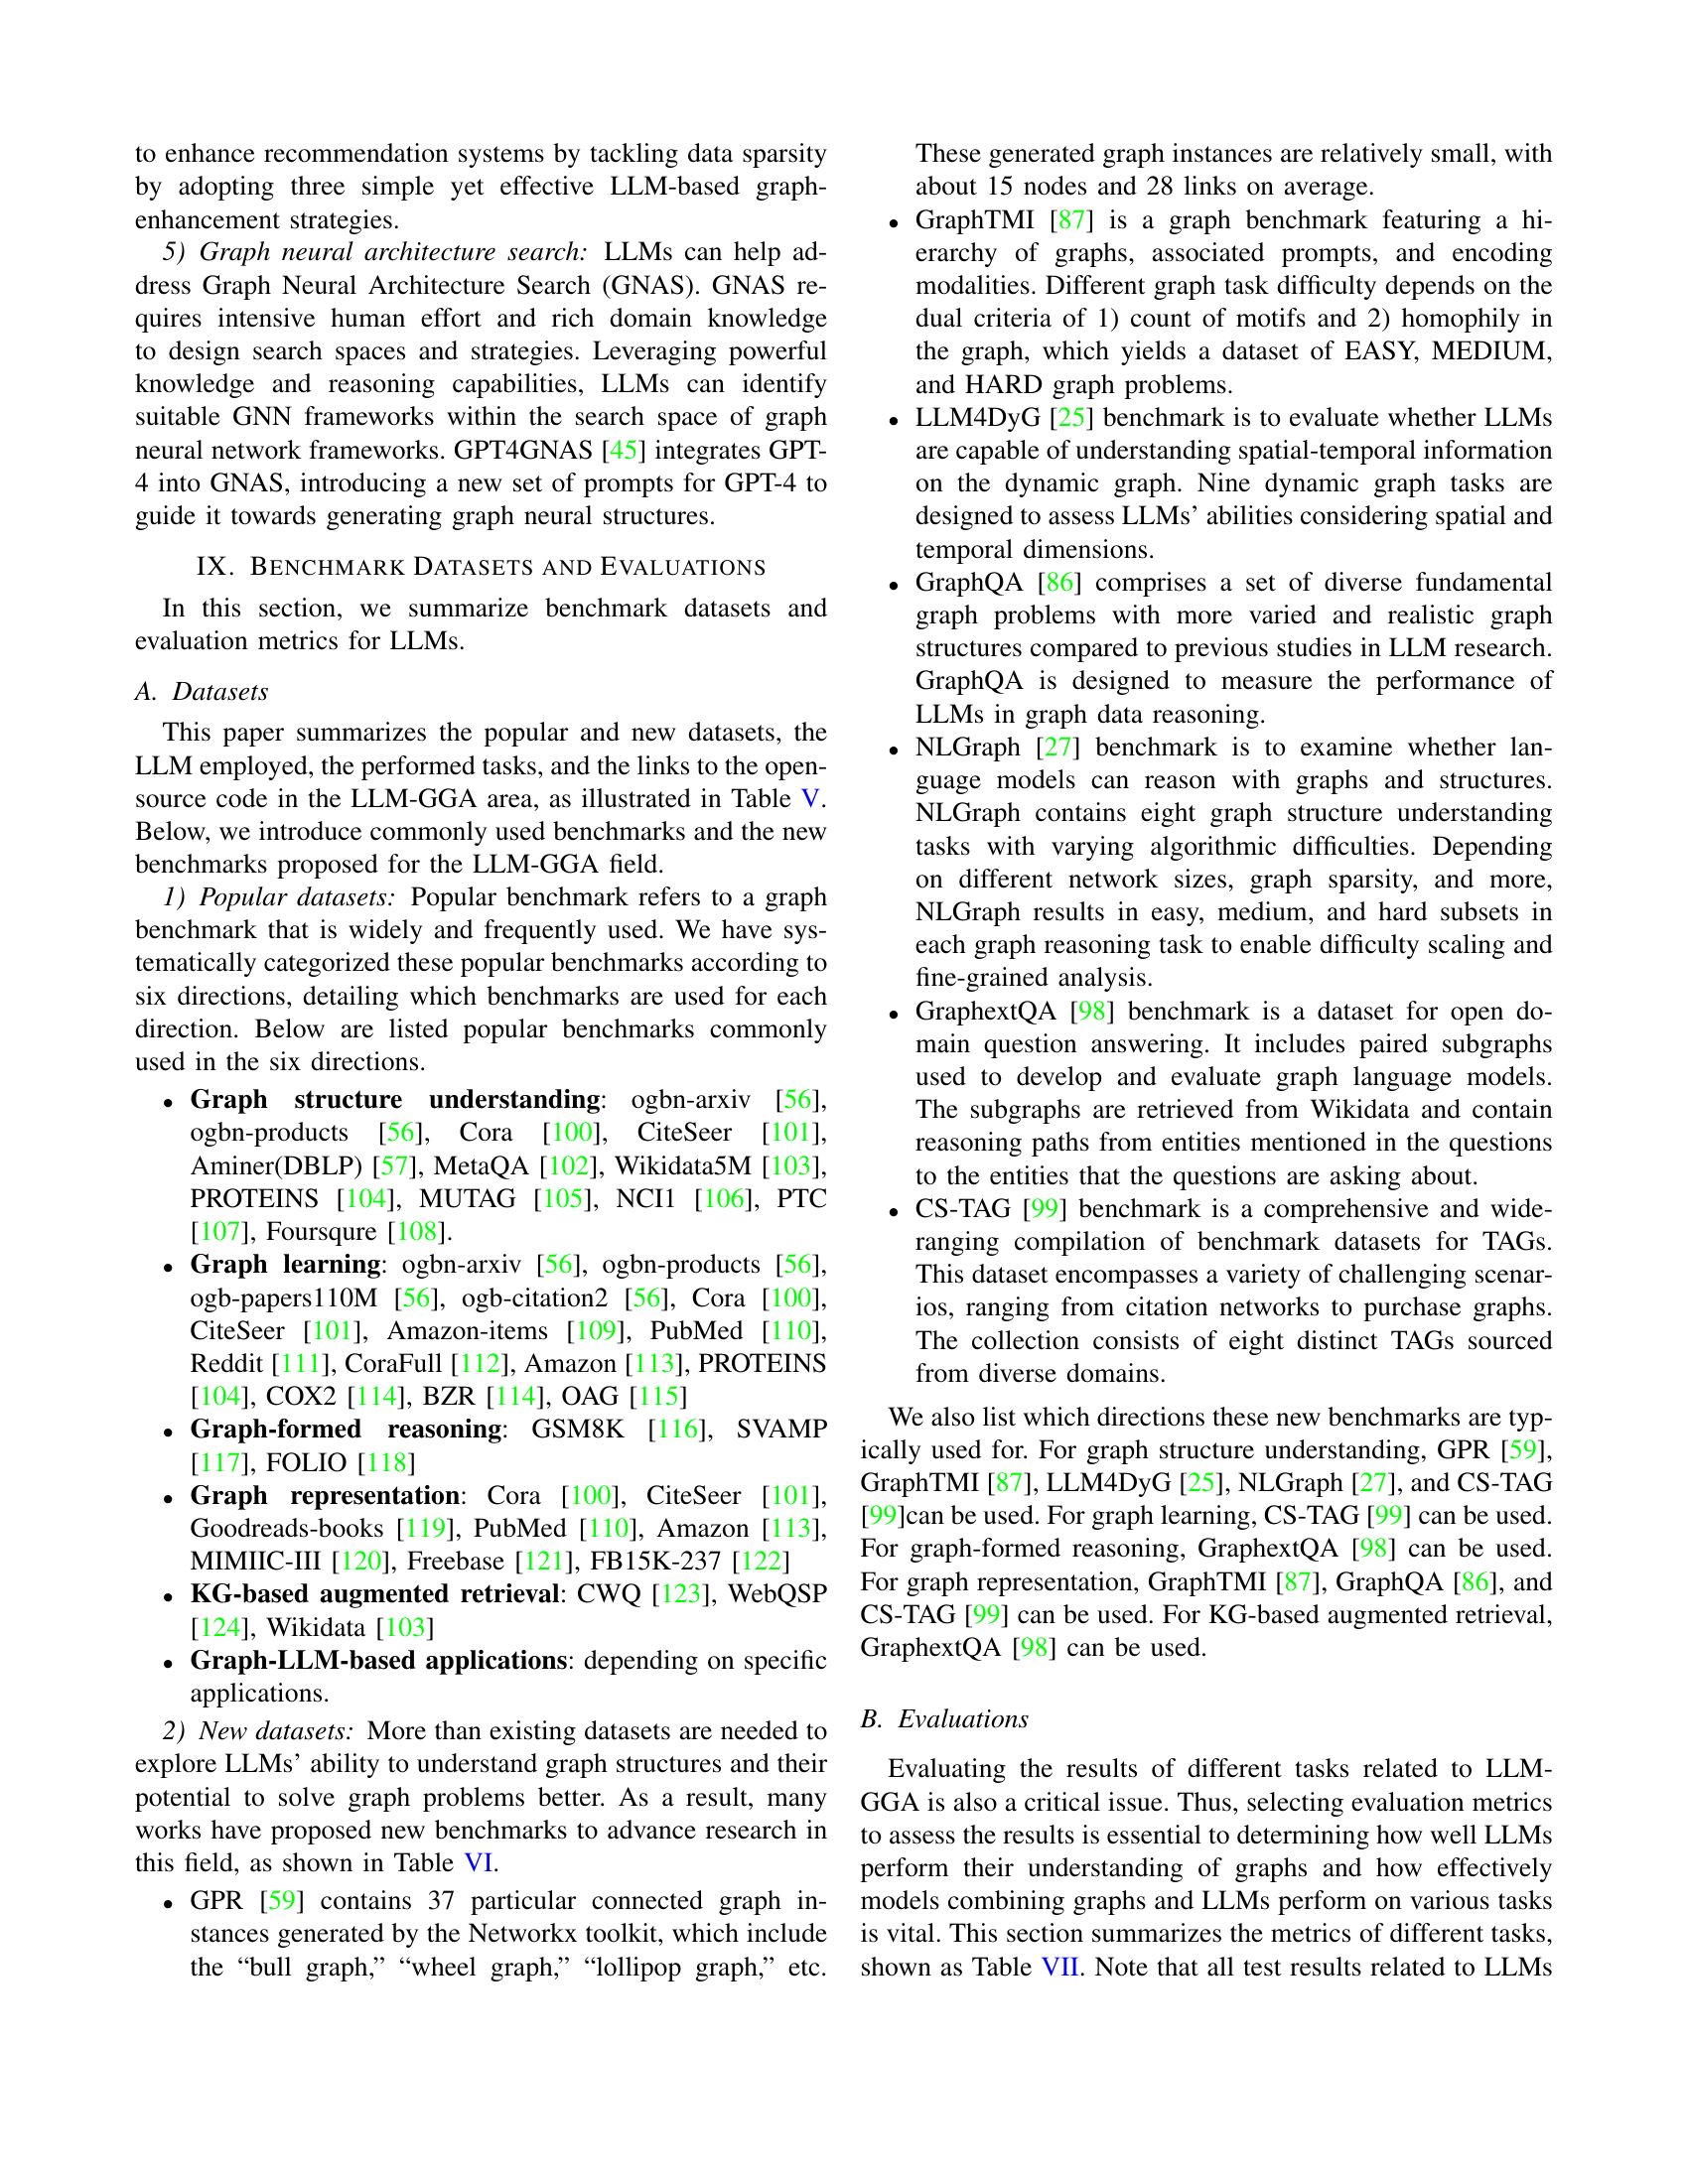 to enhance recommendation systems by tackling data sparsity
by adopting three simple yet effective LLM-based graph-
enhancement strategies.
5) Graph neural architecture search: LLMs can help ad-
dress Graph Neural Architecture Search (GNAS). GNAS re-
quires intensive human effort and rich domain knowledge
to design search spaces and strategies. Leveraging powerful
knowledge and reasoning capabilities, LLMs can identify
suitable GNN frameworks within the search space of graph
neural network frameworks. GPT4GNAS [45] integrates GPT-
4 into GNAS, introducing a new set of prompts for GPT-4 to
guide it towards generating graph neural structures.
IX. BENCHMARK DATASETS AND EVALUATIONS
In this section, we summarize benchmark datasets and
evaluation metrics for LLMs.
A. Datasets
This paper summarizes the popular and new datasets, the
LLM employed, the performed tasks, and the links to the open-
source code in the LLM-GGA area, as illustrated in Table V.
Below, we introduce commonly used benchmarks and the new
benchmarks proposed for the LLM-GGA field.
1) Popular datasets: Popular benchmark refers to a graph
benchmark that is widely and frequently used. We have sys-
tematically categorized these popular benchmarks according to
six directions, detailing which benchmarks are used for each
direction. Below are listed popular benchmarks commonly
used in the six directions.
• Graph structure understanding: ogbn-arxiv [56],
ogbn-products [56], Cora [100], CiteSeer [101],
Aminer(DBLP) [57], MetaQA [102], Wikidata5M [103],
PROTEINS [104], MUTAG [105], NCI1 [106], PTC
[107], Foursqure [108].
• Graph learning: ogbn-arxiv [56], ogbn-products [56],
ogb-papers110M [56], ogb-citation2 [56], Cora [100],
CiteSeer [101], Amazon-items [109], PubMed [110],
Reddit [111], CoraFull [112], Amazon [113], PROTEINS
[104], COX2 [114], BZR [114], OAG [115]
• Graph-formed reasoning: GSM8K [116], SVAMP
[117], FOLIO [118]
• Graph representation: Cora [100], CiteSeer [101],
Goodreads-books [119], PubMed [110], Amazon [113],
MIMIIC-III [120], Freebase [121], FB15K-237 [122]
• KG-based augmented retrieval: CWQ [123], WebQSP
[124], Wikidata [103]
• Graph-LLM-based applications: depending on specific
applications.
2) New datasets: More than existing datasets are needed to
explore LLMs' ability to understand graph structures and their
potential to solve graph problems better. As a result, many
works have proposed new benchmarks to advance research in
this field, as shown in Table VI.
• GPR [59] contains 37 particular connected graph in-
stances generated by the Networkx toolkit, which include
the “bull graph,” “wheel graph,” “lollipop graph,” etc.
These generated graph instances are relatively small, with
about 15 nodes and 28 links on average.
• GraphTMI [87] is a graph benchmark featuring a hi-
erarchy of graphs, associated prompts, and encoding
modalities. Different graph task difficulty depends on the
dual criteria of 1) count of motifs and 2) homophily in
the graph, which yields a dataset of EASY, MEDIUM,
and HARD graph problems.
• LLM4DyG [25] benchmark is to evaluate whether LLMs
are capable of understanding spatial-temporal information
on the dynamic graph. Nine dynamic graph tasks are
designed to assess LLMs' abilities considering spatial and
temporal dimensions.
• GraphQA [86] comprises a set of diverse fundamental
graph problems with more varied and realistic graph
structures compared to previous studies in LLM research.
GraphQA is designed to measure the performance of
LLMs in graph data reasoning.
• NLGraph [27] benchmark is to examine whether lan-
guage models can reason with graphs and structures.
NLGraph contains eight graph structure understanding
tasks with varying algorithmic difficulties. Depending
on different network sizes, graph sparsity, and more,
NLGraph results in easy, medium, and hard subsets in
each graph reasoning task to enable difficulty scaling and
fine-grained analysis.
• GraphextQA [98] benchmark is a dataset for open do-
main question answering. It includes paired subgraphs
used to develop and evaluate graph language models.
The subgraphs are retrieved from Wikidata and contain
reasoning paths from entities mentioned in the questions
to the entities that the questions are asking about.
• CS-TAG [99] benchmark is a comprehensive and wide-
ranging compilation of benchmark datasets for TAGs.
This dataset encompasses a variety of challenging scenar-
ios, ranging from citation networks to purchase graphs.
The collection consists of eight distinct TAGs sourced
from diverse domains.
We also list which directions these new benchmarks are typ-
ically used for. For graph structure understanding, GPR [59],
GraphTMI [87], LLM4DyG [25], NLGraph [27], and CS-TAG
[99]can be used. For graph learning, CS-TAG [99] can be used.
For graph-formed reasoning, GraphextQA [98] can be used.
For graph representation, GraphTMI [87], GraphQA [86], and
CS-TAG [99] can be used. For KG-based augmented retrieval,
GraphextQA [98] can be used.
B. Evaluations
Evaluating the results of different tasks related to LLM-
GGA is also a critical issue. Thus, selecting evaluation metrics
to assess the results is essential to determining how well LLMs
perform their understanding of graphs and how effectively
models combining graphs and LLMs perform on various tasks
is vital. This section summarizes the metrics of different tasks,
shown as Table VII. Note that all test results related to LLMs